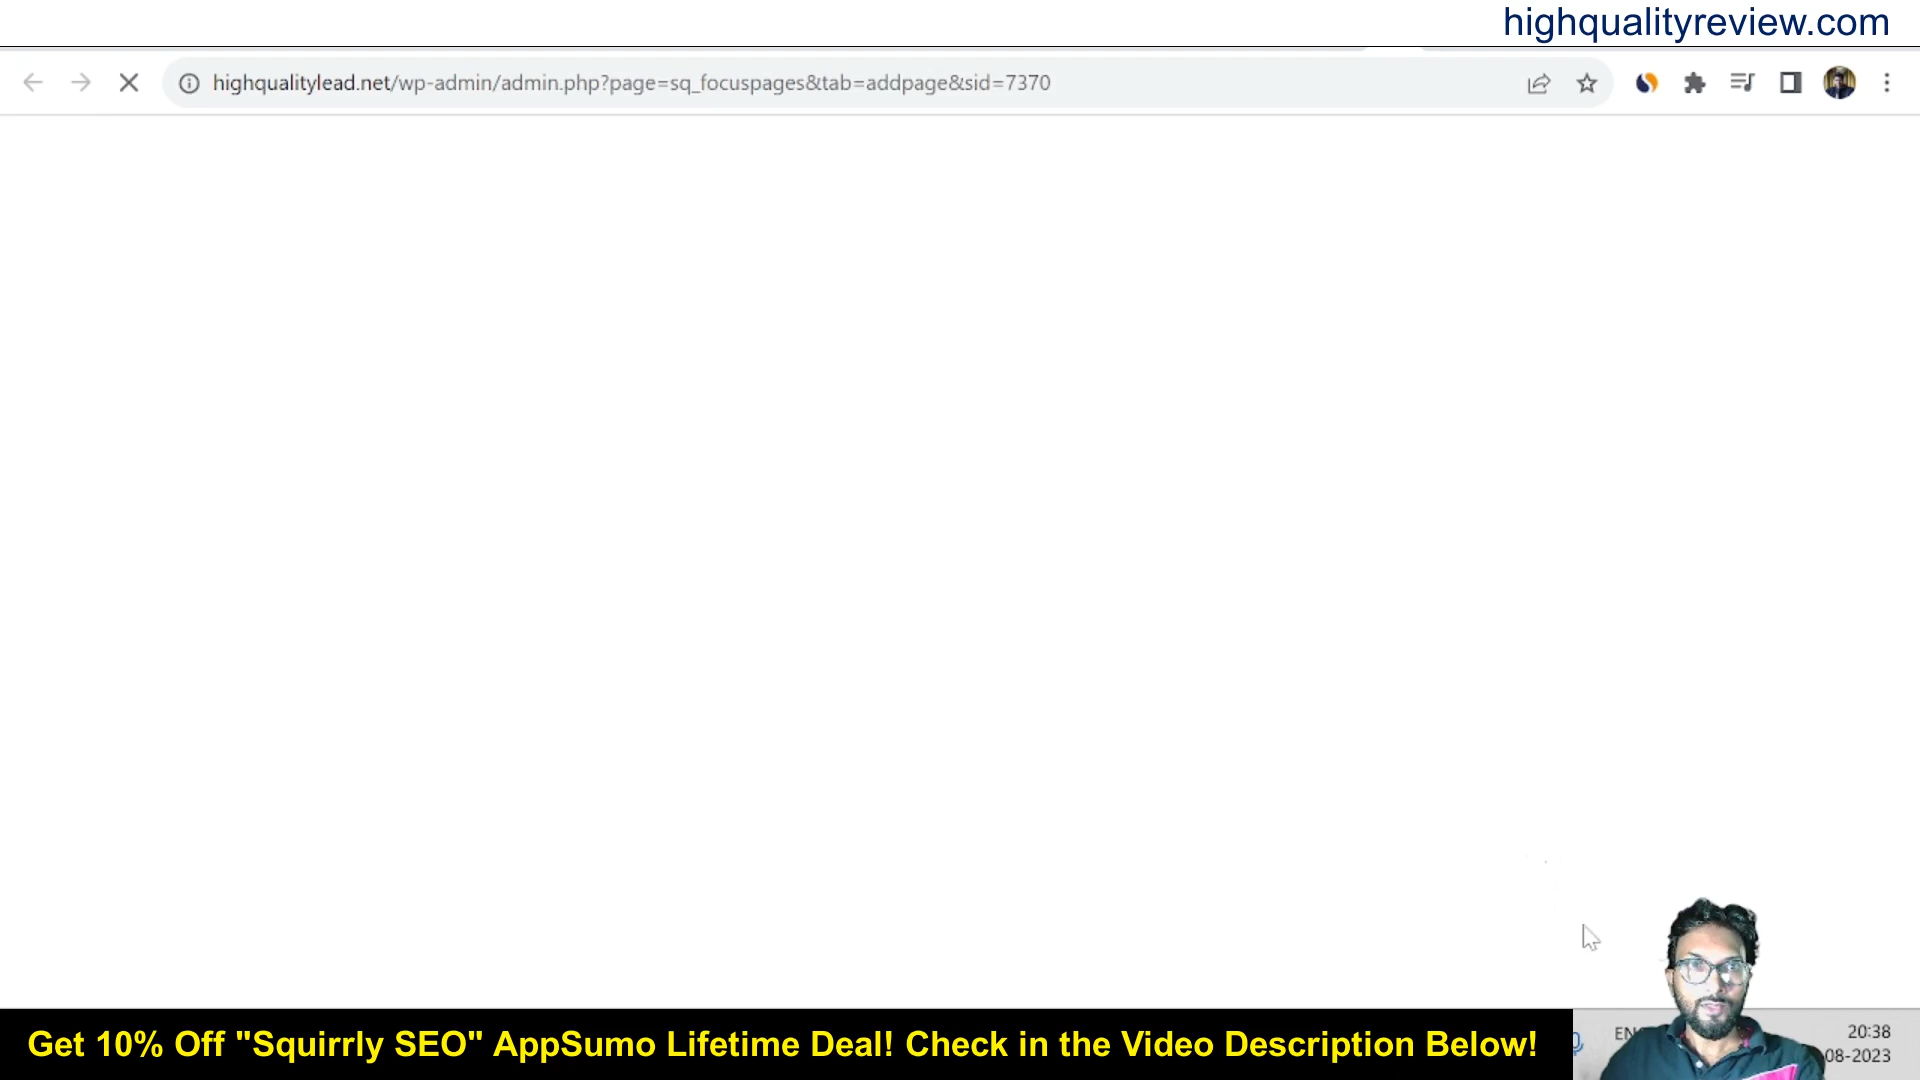 highqualityreview.com
highqualitylead.net/wp-admin/admin.php?page=sq_focuspages&tab=addpage&sid=7370
Get 10% Off "Squirrly SEO" AppSumo Lifetime Deal! Check in the Video Description Below!
20:38
08-2023